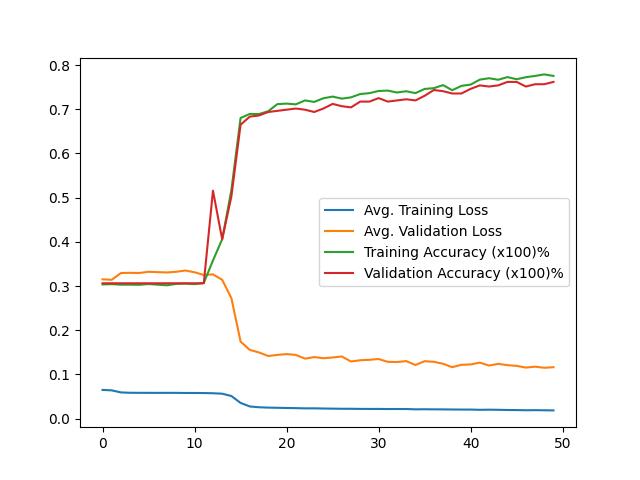 0.8
0.7
0.6
0.5
0.4
0.3
0.2
0.1
0.0
Avg. Training Loss
Avg. Validation Loss
Training Accuracy (x100)%
Validation Accuracy (x100)%
0 10 20 30 40 50